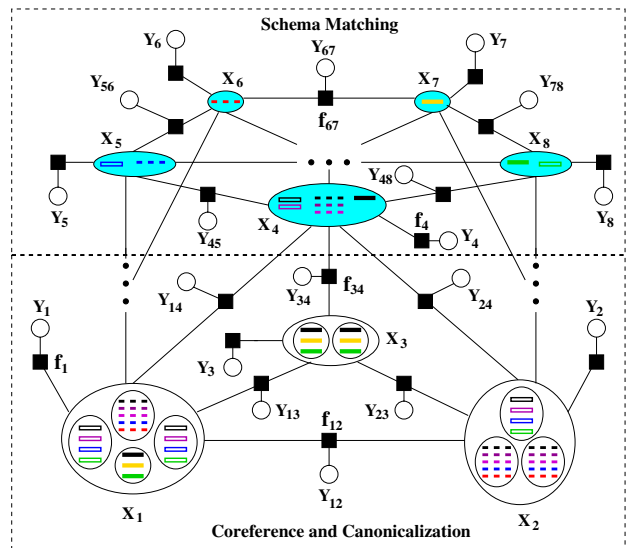 Schema Matching
Y6
Y67
Y7
Y56
X6
X7
Y78
f67
X5
X8
Y48
Y5
Y45
X4
f4
Y4
Y8
Y14
Y34
f34
Y24
Y1
Y2
f1
X3
Y3
Y13
Y23
f12
Y12
X1
X2
Coreference and Canonicalization